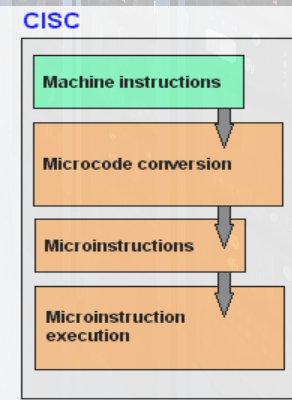 CISC
Machine instructions
Microcode conversion
Microinstructions
Microinstruction
execution